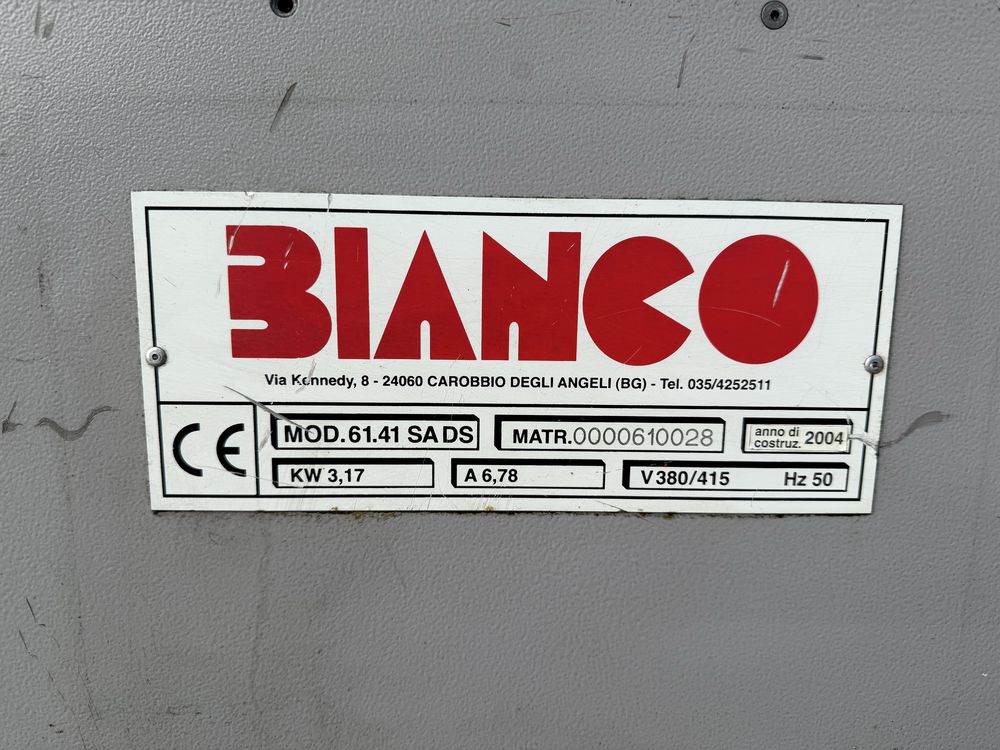 BIANCO
Via Kennedy, 8 - 24060 CAROBBIO DEGLI ANGELI (BG) - Tel. 035/4252511
CE MOD.61.41 SA DS MATR.0000610028 anno di costruz. 2004
KW 3,17 A 6,78 V 380/415 Hz 50